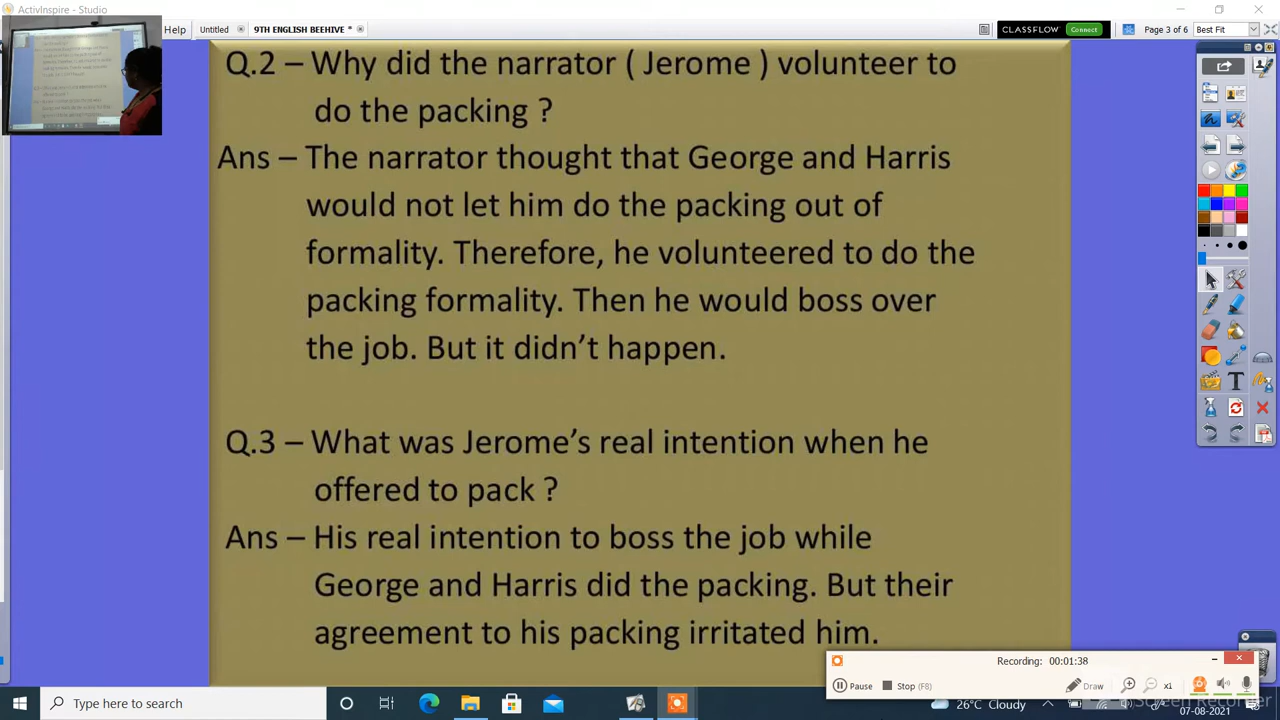 ActivInspire - Studio
Help
Untitled
9TH ENGLISH BEEHIVE *
CLASSFLOW
Connect
Page 3 of 6
Best Fit
Q.2 – Why did the narrator ( Jerome ) volunteer to
do the packing ?
Ans – The narrator thought that George and Harris
would not let him do the packing out of
formality. Therefore, he volunteered to do the
packing formality. Then he would boss over
the job. But it didn't happen.
Q.3 – What was Jerome's real intention when he
offered to pack ?
Ans – His real intention to boss the job while
George and Harris did the packing. But their
agreement to his packing irritated him.
Recording: 00:01:38
Pause
Stop (F8)
Draw
x1
Screen Recorder
Type here to search
26°C Cloudy
07-08-2021